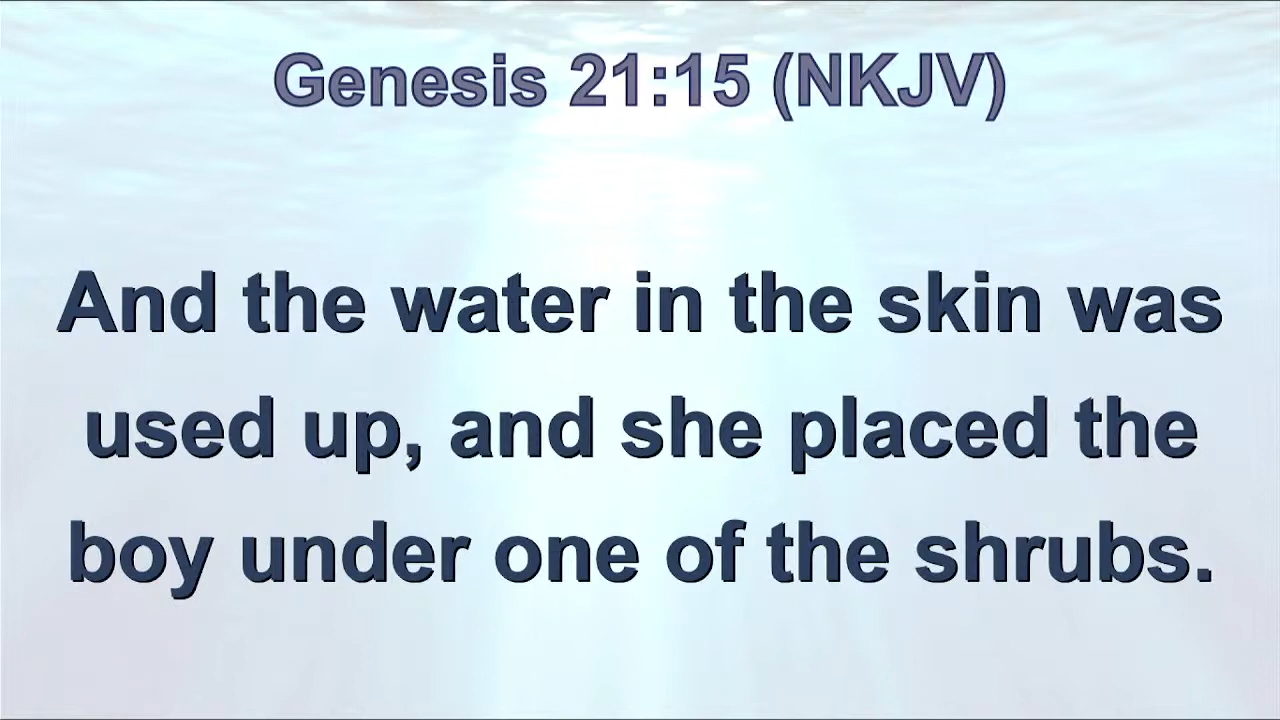 Genesis 21:15 (NKJV)
And the water in the skin was
used up, and she placed the
boy under one of the shrubs.